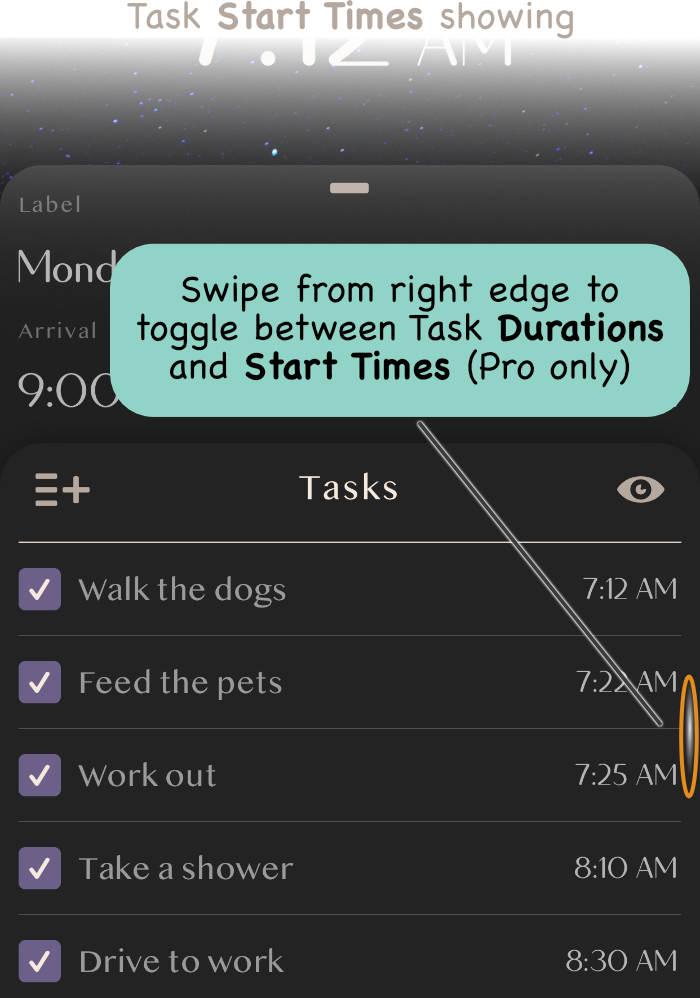 Task Start Times showing
7:12 AM
Label
Mond
Arrival
9:00
Swipe from right edge to
toggle between Task Durations
and Start Times (Pro only)
Tasks
Walk the dogs 7:12 AM
Feed the pets 7:22 AM
Work out 7:25 AM
Take a shower 8:10 AM
Drive to work 8:30 AM